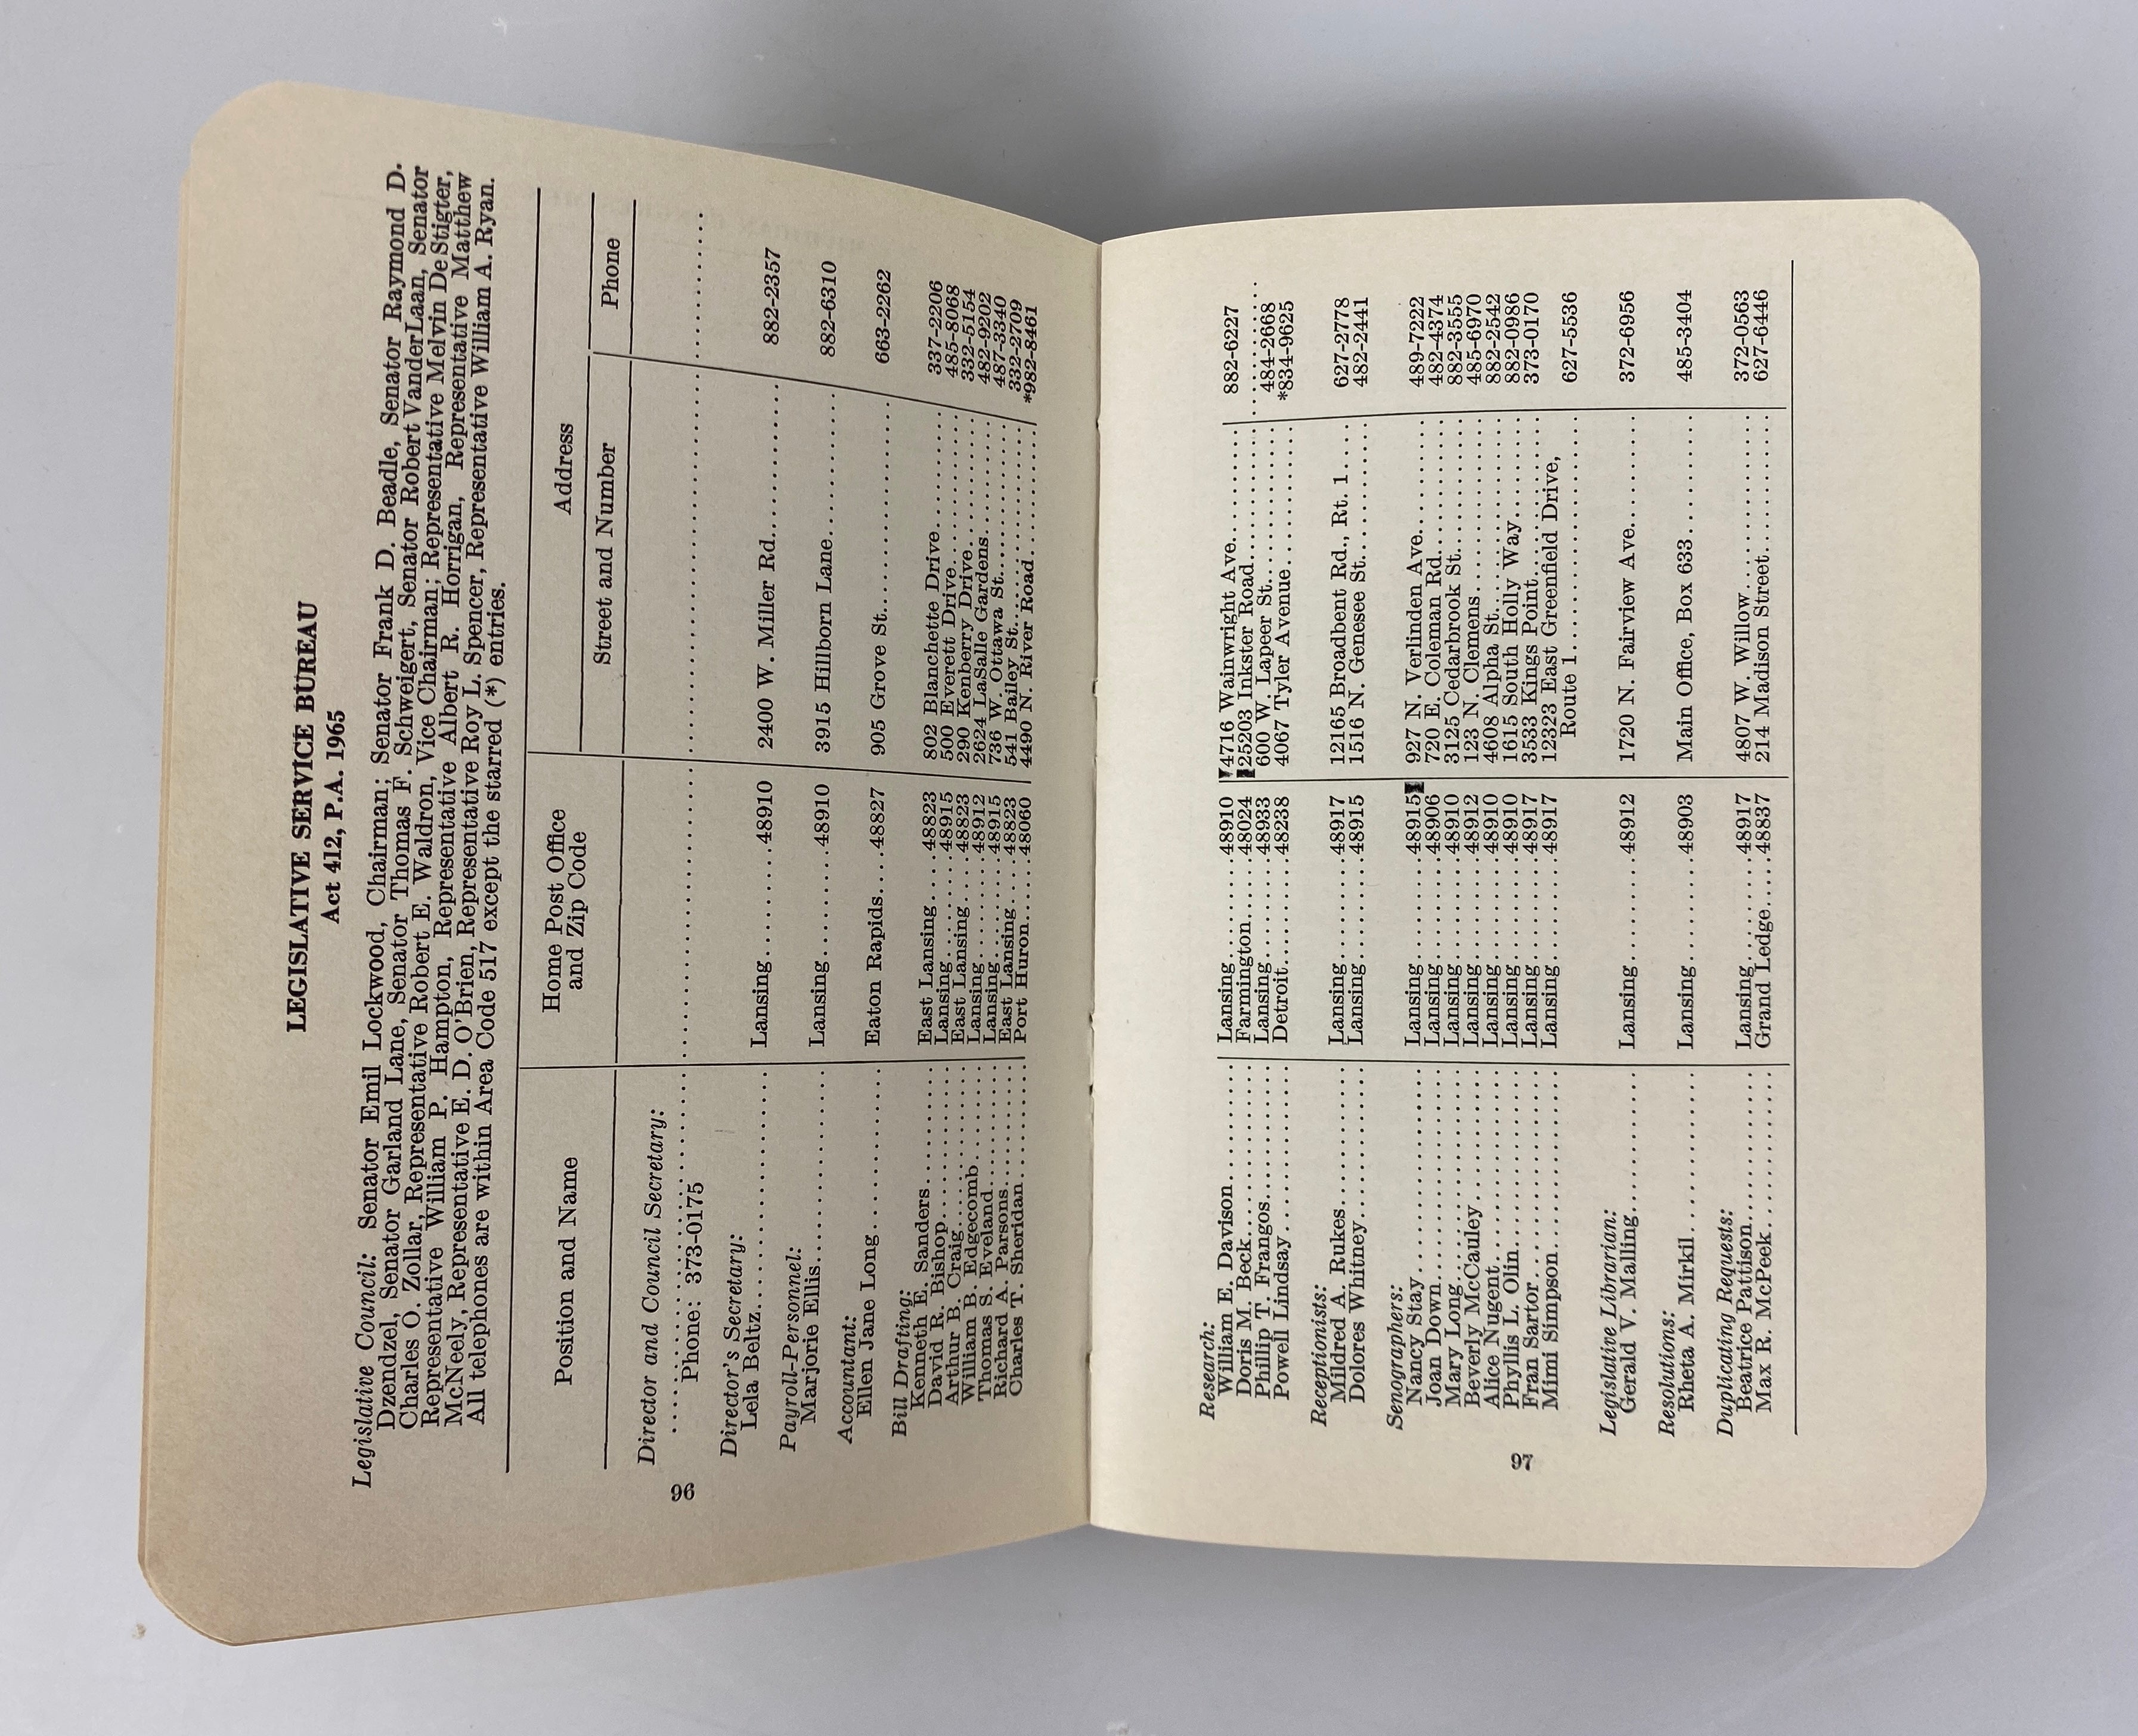 LEGISLATIVE SERVICE BUREAU
Act 412, P.A. 1965
Legislative Council: Senator Emil Lockwood, Chairman; Senator Frank D. Beadle, Senator Raymond D.
Dzendzel, Senator Garland Lane, Senator Thomas F. Schweigert, Senator Robert VanderLaan, Senator
Charles O. Zollar, Representative Robert E. Waldron, Vice Chairman; Representative Melvin DeStigter,
Representative William P. Hampton, Representative Albert R. Horrigan, Representative Matthew
McNeely, Representative E. D. O'Brien, Representative Roy L. Spencer, Representative William A. Ryan.
All telephones are within Area Code 517 except the starred (*) entries.
Position and Name Home Post Office and Zip Code Address Street and Number Phone
Director and Council Secretary:
Phone: 373-0175
Director's Secretary:
Lela Beltz Lansing 48910 2400 W. Miller Rd. 882-2357
Payroll-Personnel:
Marjorie Ellis Lansing 48910 3915 Hillborn Lane 882-6310
Accountant:
Ellen Jane Long Eaton Rapids 48827 905 Grove St. 663-2262
Bill Drafting:
Kenneth E. Sanders East Lansing 48823 802 Blanchette Drive 337-2206
David R. Bishop Lansing 48915 500 Everett Drive 485-8068
Arthur B. Craig East Lansing 48823 290 Kenberry Drive 332-5154
William B. Edgecomb Lansing 48912 2624 LaSalle Gardens 482-9202
Thomas S. Eveland Lansing 48915 736 W. Ottawa St. 487-3340
Richard A. Parsons East Lansing 48823 541 Bailey St. 332-2709
Charles T. Sheridan Port Huron 48060 4490 N. River Road *982-8461
96
Research:
William E. Davison Lansing 48910 4716 Wainwright Ave. 882-6227
Doris M. Beck Farmington 48024 25203 Inkster Road
Phillip T. Frangos Lansing 48933 600 W. Lapeer St. 484-2668
Powell Lindsay Detroit 48238 4067 Tyler Avenue *834-9625
Receptionists:
Mildred A. Rukes Lansing 48917 12165 Broadbent Rd., Rt. 1 627-2778
Dolores Whitney Lansing 48915 1516 N. Genesee St. 482-2441
Senographers:
Nancy Stay Lansing 48915 927 N. Verlinden Ave. 489-7222
Joan Down Lansing 48906 720 E. Coleman Rd. 482-4374
Mary Long Lansing 48910 3125 Cedarbrook St. 882-3555
Beverly McCauley Lansing 48912 123 N. Clemens 485-6970
Alice Nugent Lansing 48910 4608 Alpha St. 882-2542
Phyllis L. Olin Lansing 48910 1615 South Holly Way 882-0986
Fran Sartor Lansing 48917 3533 Kings Point 373-0170
Mimi Simpson Lansing 48917 12323 East Greenfield Drive,
Route 1 627-5536
Legislative Librarian:
Gerald V. Malling Lansing 48912 1720 N. Fairview Ave. 372-6956
Resolutions:
Rheta A. Mirkil Lansing 48903 Main Office, Box 633 485-3404
Duplicating Requests:
Beatrice Pattison Lansing 48917 4807 W. Willow 372-0563
Max R. McPeek Grand Ledge 48837 214 Madison Street 627-6446
97